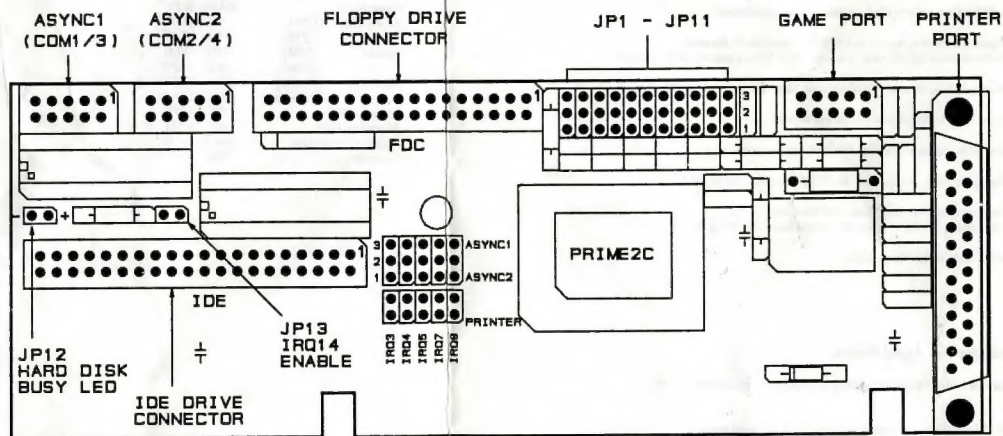 ASYNC1
(COM1/3)
ASYNC2
(COM2/4)
FLOPPY DRIVE
CONNECTOR
JP1 - JP11
GAME PORT
PRINTER
PORT
1
1
1
3
2
1
1
FDC
- +
3
2
1
1
ASYNC1
ASYNC2
PRINTER
IRQ3
IRQ4
IRQ5
IRQ7
IRQ9
PRIME2C
IDE
JP12
HARD DISK
BUSY LED
JP13
IRQ14
ENABLE
IDE DRIVE
CONNECTOR